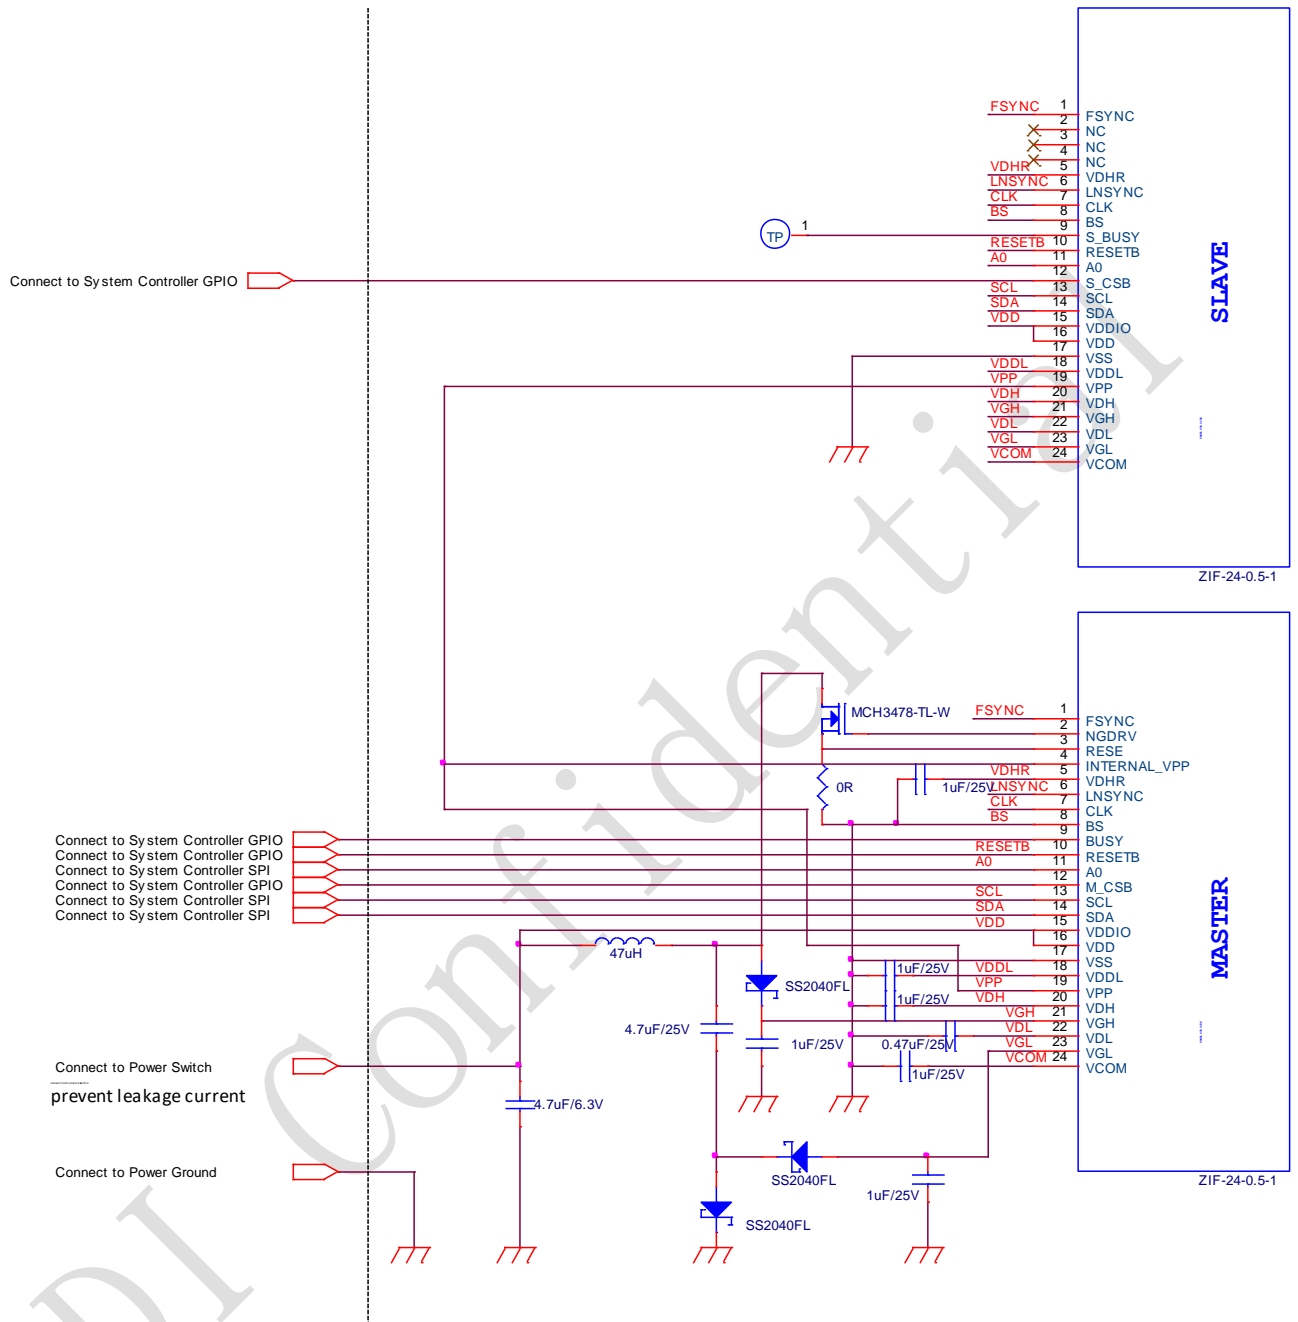 FSYNC 1 FSYNC
2 NC
3 NC
4 NC
VDHR 5 VDHR
LNSYNC 6 LNSYNC
CLK 7 CLK
BS 8 BS
TP 1 9 S_BUSY
RESETB 10 RESETB
A0 11 A0
Connect to System Controller GPIO 12 S_CSB
SCL 13 SCL
SDA 14 SDA
VDD 15 VDDIO
16 VDD
17 VSS
VDDL 18 VDDL
VPP 19 VPP
VDH 20 VDH
VGH 21 VGH
VDL 22 VDL
VGL 23 VGL
VCOM 24 VCOM
SLAVE
ZIF-24-0.5-1
MCH3478-TL-W
FSYNC 1 FSYNC
2 NGDRV
3 RESE
4 INTERNAL_VPP
0R
1uF/25V
VDHR 5 VDHR
LNSYNC 6 LNSYNC
CLK 7 CLK
BS 8 BS
Connect to System Controller GPIO 9 BUSY
Connect to System Controller GPIO RESETB 10 RESETB
Connect to System Controller SPI A0 11 A0
Connect to System Controller GPIO 12 M_CSB
Connect to System Controller SPI SCL 13 SCL
Connect to System Controller SPI SDA 14 SDA
VDD 15 VDDIO
16 VDD
17 VSS
47uH
1uF/25V VDDL 18 VDDL
SS2040FL VPP 19 VPP
1uF/25V VDH 20 VDH
VGH 21 VGH
4.7uF/25V VDL 22 VDL
1uF/25V 0.47uF/25V VGL 23 VGL
VCOM 24 VCOM
1uF/25V
MASTER
Connect to Power Switch
prevent leakage current
4.7uF/6.3V
Connect to Power Ground
SS2040FL
1uF/25V
SS2040FL
ZIF-24-0.5-1
DI Confidential